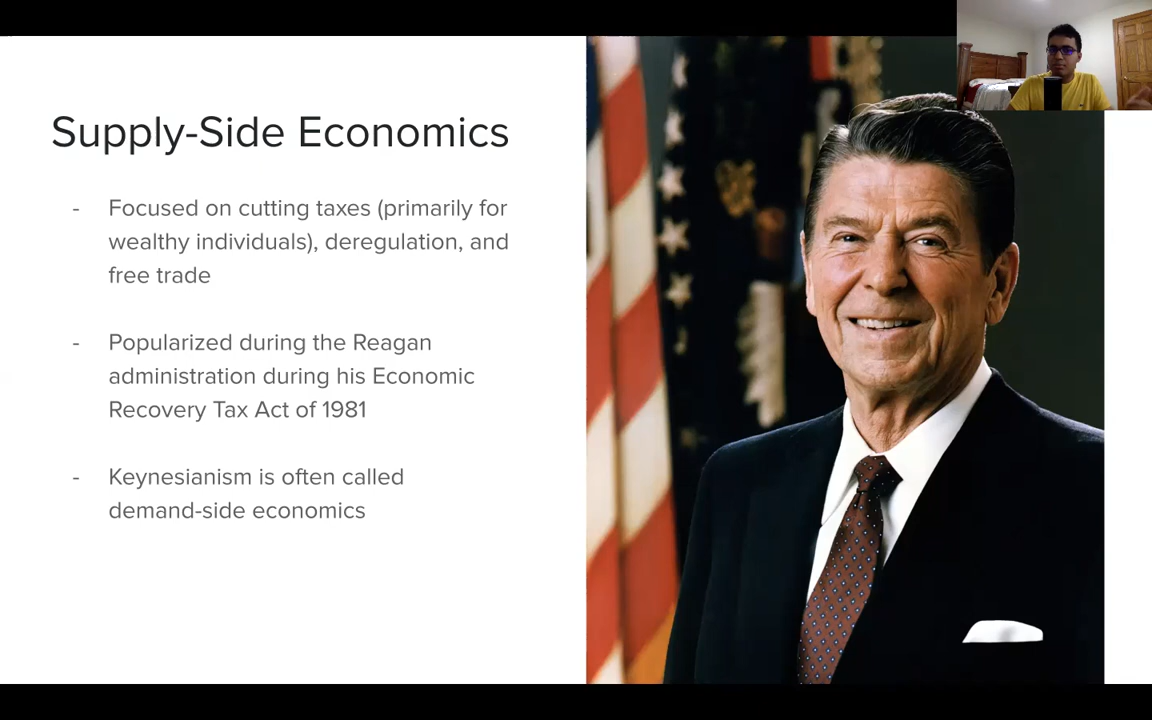 Supply-Side Economics
- Focused on cutting taxes (primarily for
wealthy individuals), deregulation, and
free trade
- Popularized during the Reagan
administration during his Economic
Recovery Tax Act of 1981
- Keynesianism is often called
demand-side economics